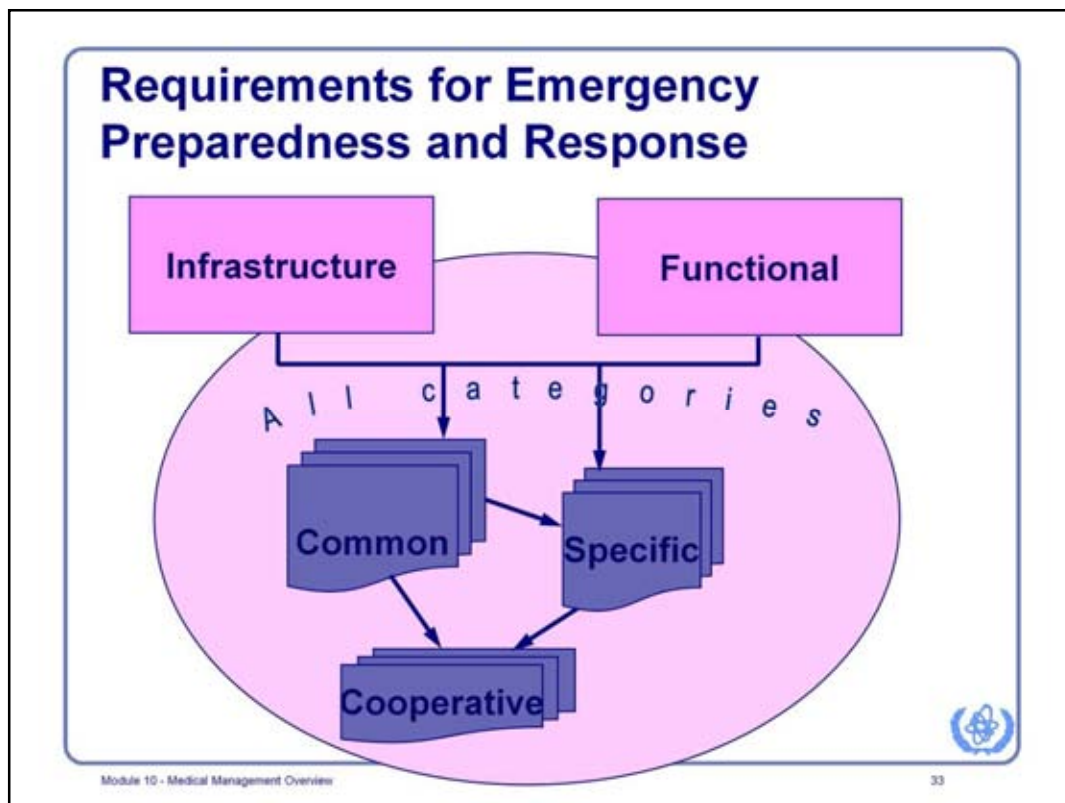 Requirements for Emergency
Preparedness and Response
Infrastructure
Functional
All categories
Common
Specific
Cooperative
Module 10 - Medical Management Overview
33